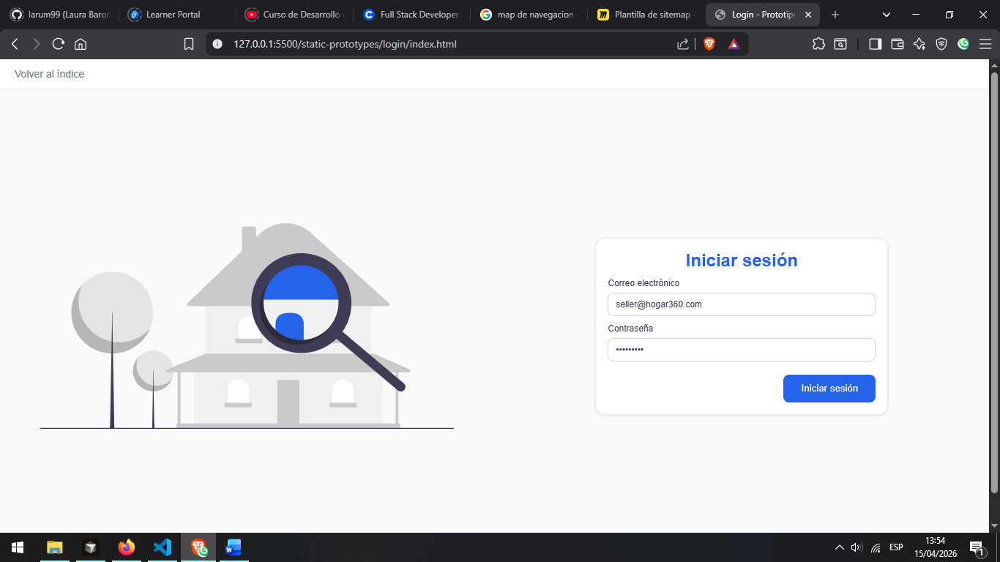 larum99 (Laura Baron
Learner Portal
Curso de Desarrollo
Full Stack Developer
map de navegacion
Plantilla de sitemap
Login - Prototipo
127.0.0.1:5500/static-prototypes/login/index.html
Volver al índice
Iniciar sesión
Correo electrónico
seller@hogar360.com
Contraseña
•••••••••
Iniciar sesión
ESP
13:54
15/04/2026
1